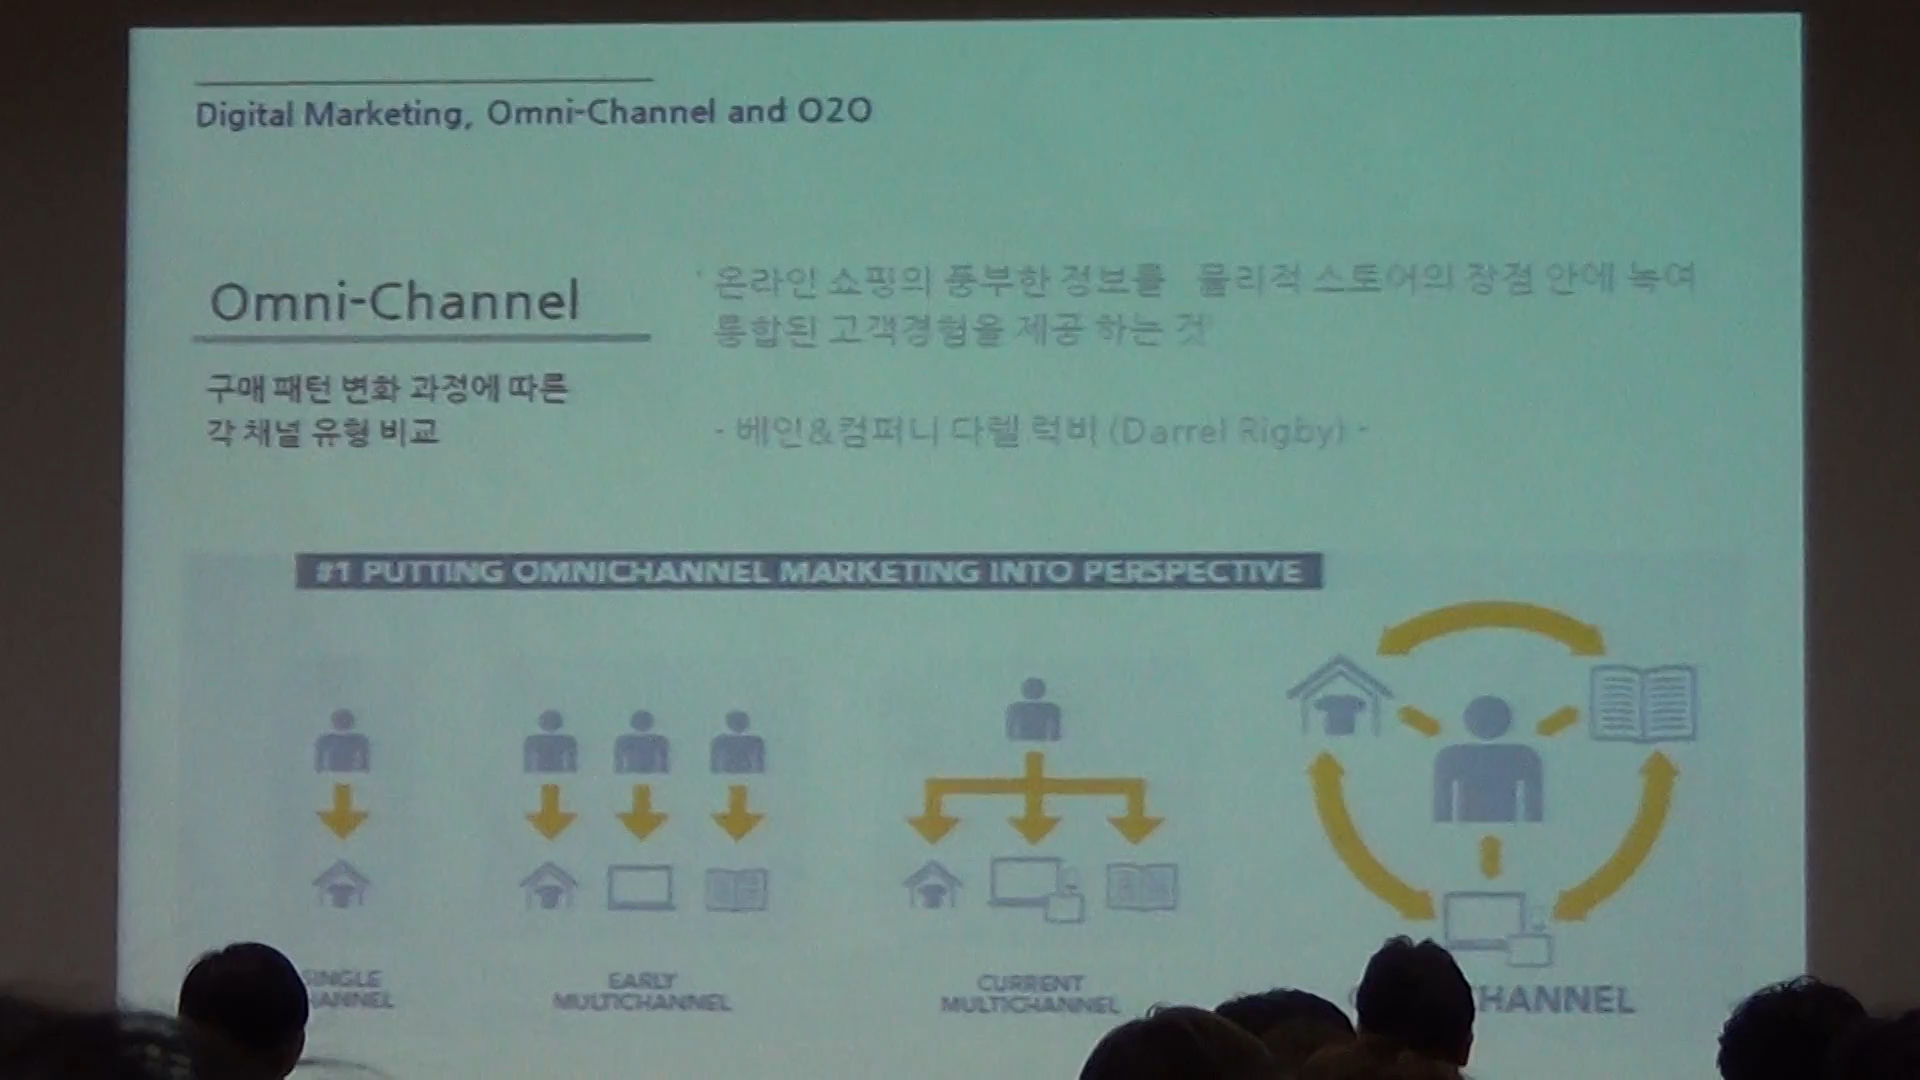 Digital Marketing, Omni-Channel and O2O
Omni-Channel
구매 패턴 변화 과정에 따른
각 채널 유형 비교
' 온라인 쇼핑의 풍부한 정보를 물리적 스토어의 장점 안에 녹여
통합된 고객경험을 제공 하는 것'
- 베인&컴퍼니 다렐 럭비 (Darrel Rigby) -
#1 PUTTING OMNICHANNEL MARKETING INTO PERSPECTIVE
SINGLE
EARLY
MULTICHANNEL
CURRENT
MULTICHANNEL